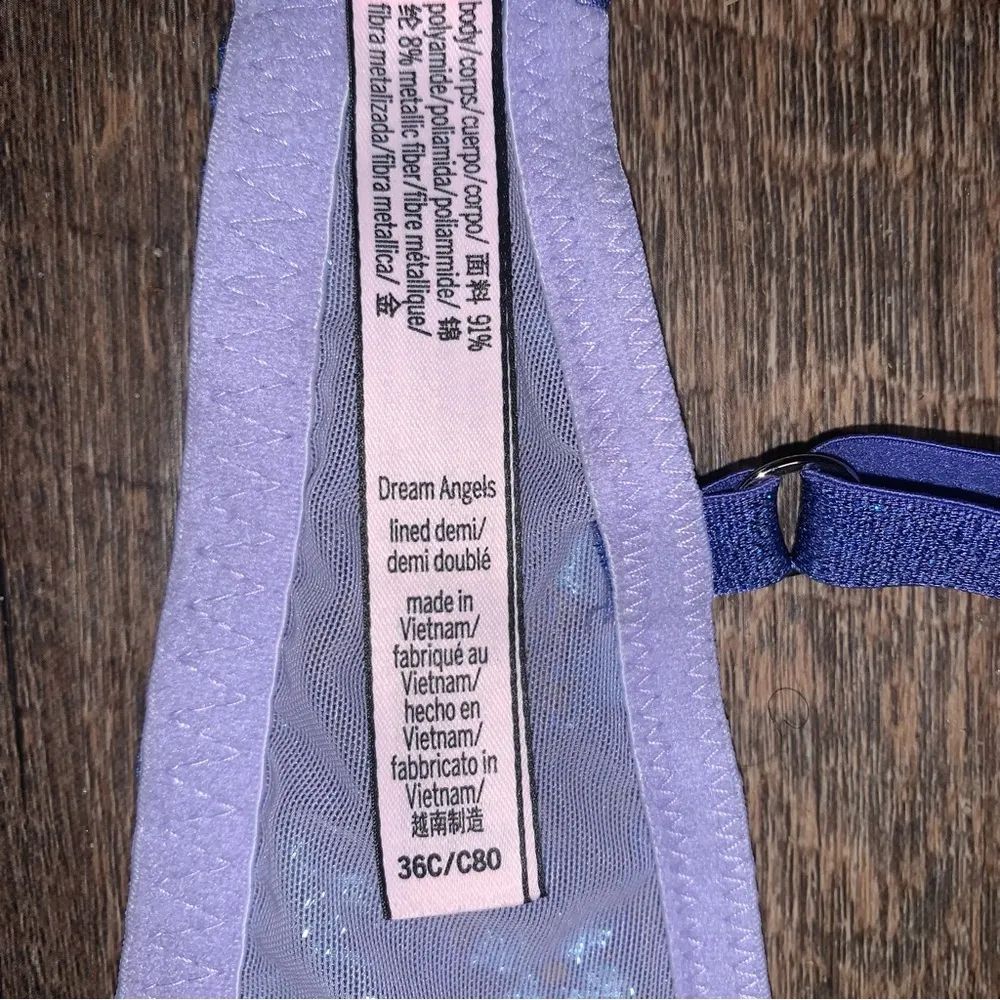 body/corps/cuerpo/corpo/ 面料 91%
polyamide/poliamida/poliammide/ 锦
纶 8% metallic fiber/fibre métallique/
fibra metalizada/fibra metallica/ 金
Dream Angels
lined demi/
demi doublé
made in
Vietnam/
fabriqué au
Vietnam/
hecho en
Vietnam/
fabbricato in
Vietnam/
越南制造
36C/C80